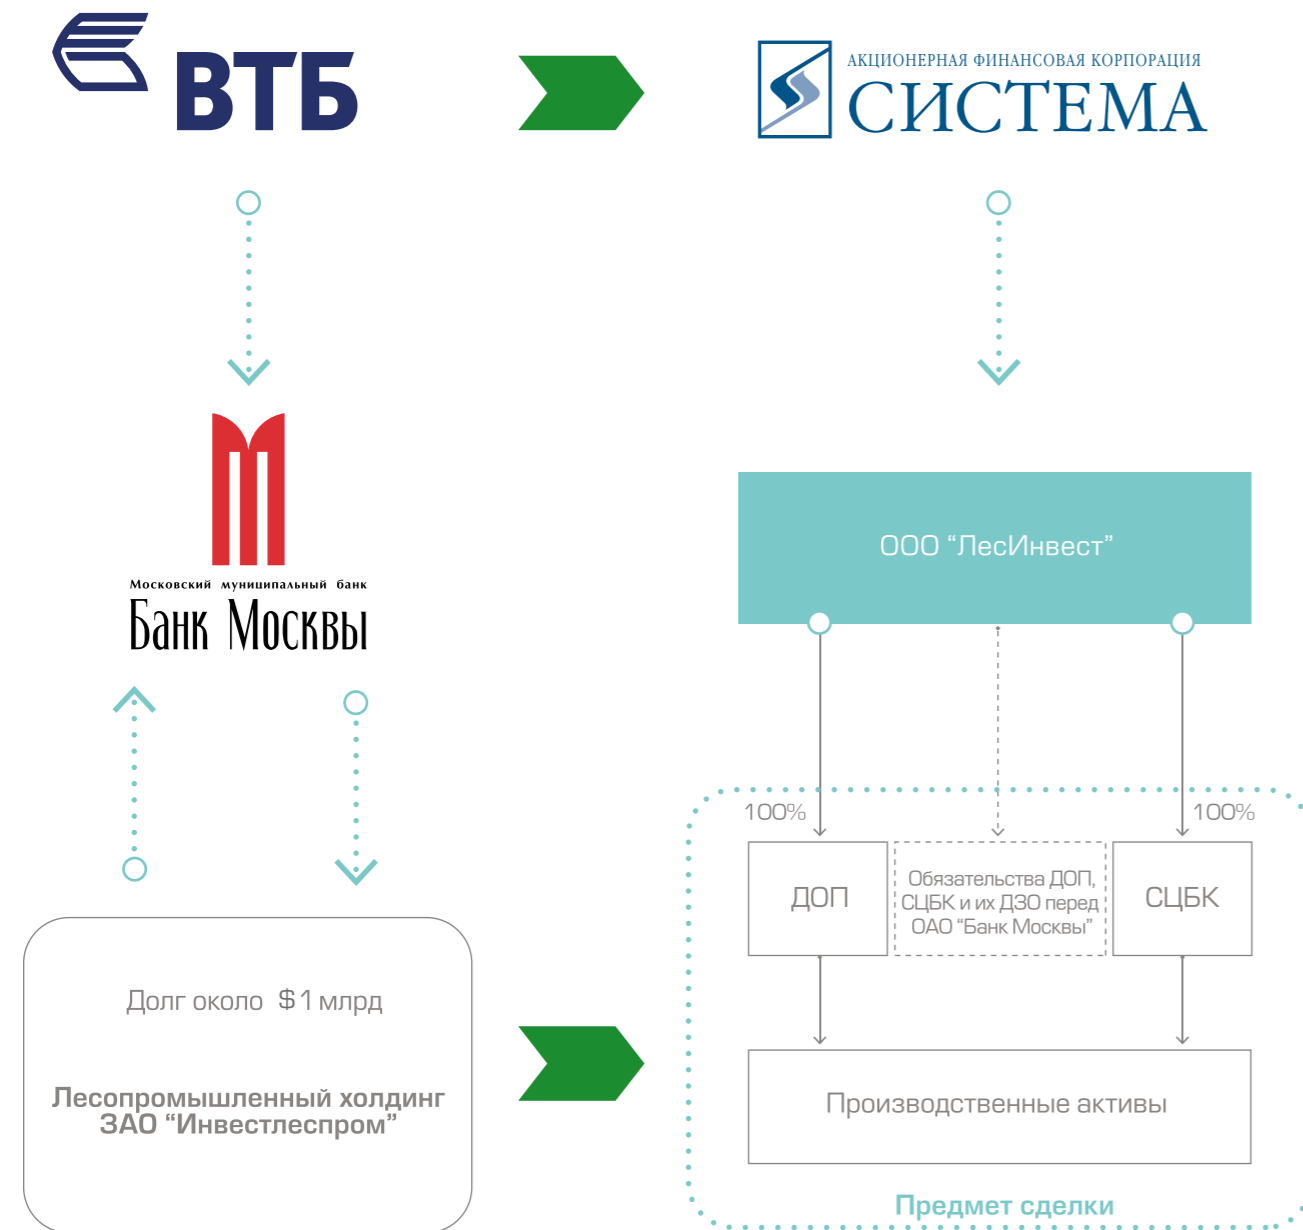 ВТБ
АКЦИОНЕРНАЯ ФИНАНСОВАЯ КОРПОРАЦИЯ
СИСТЕМА
Московский муниципальный банк
Банк Москвы
ООО “ЛесИнвест”
100%
100%
ДОП
Обязательства ДОП,
СЦБК и их ДЗО перед
ОАО “Банк Москвы”
СЦБК
Долг около $1 млрд
Лесопромышленный холдинг
ЗАО “Инвестлеспром”
Производственные активы
Предмет сделки